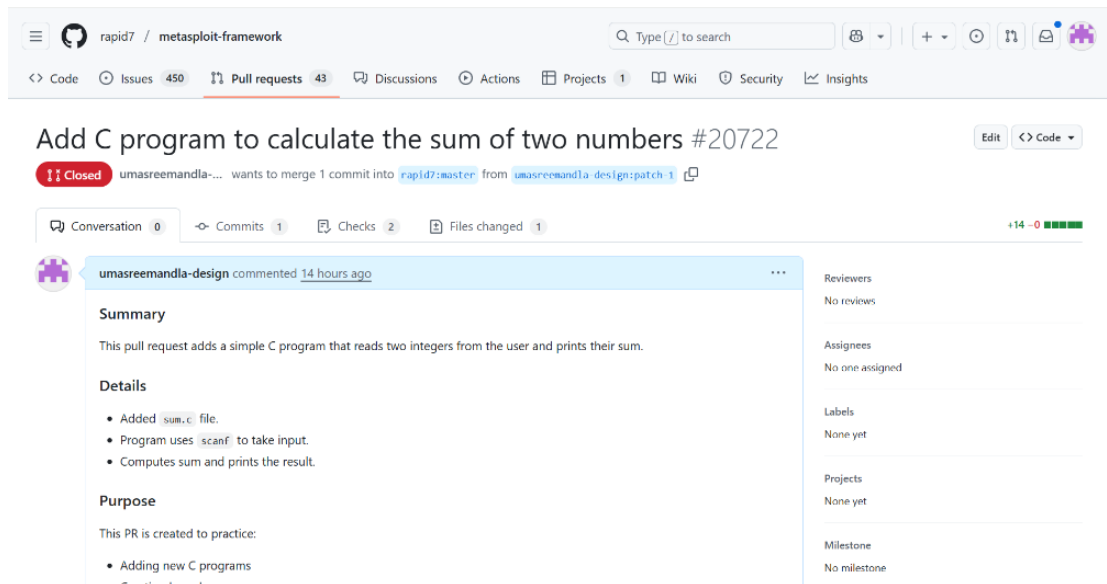 rapid7 / metasploit-framework
Type / to search
Code Issues 450 Pull requests 43 Discussions Actions Projects 1 Wiki Security Insights
Add C program to calculate the sum of two numbers #20722
Edit <> Code
Closed umasreemandla-... wants to merge 1 commit into rapid7:master from umasreemandla-design:patch-1
Conversation 0 Commits 1 Checks 2 Files changed 1
+14 −0
umasreemandla-design commented 14 hours ago
Summary
This pull request adds a simple C program that reads two integers from the user and prints their sum.
Details
• Added sum.c file.
• Program uses scanf to take input.
• Computes sum and prints the result.
Purpose
This PR is created to practice:
• Adding new C programs
Reviewers
No reviews
Assignees
No one assigned
Labels
None yet
Projects
None yet
Milestone
No milestone